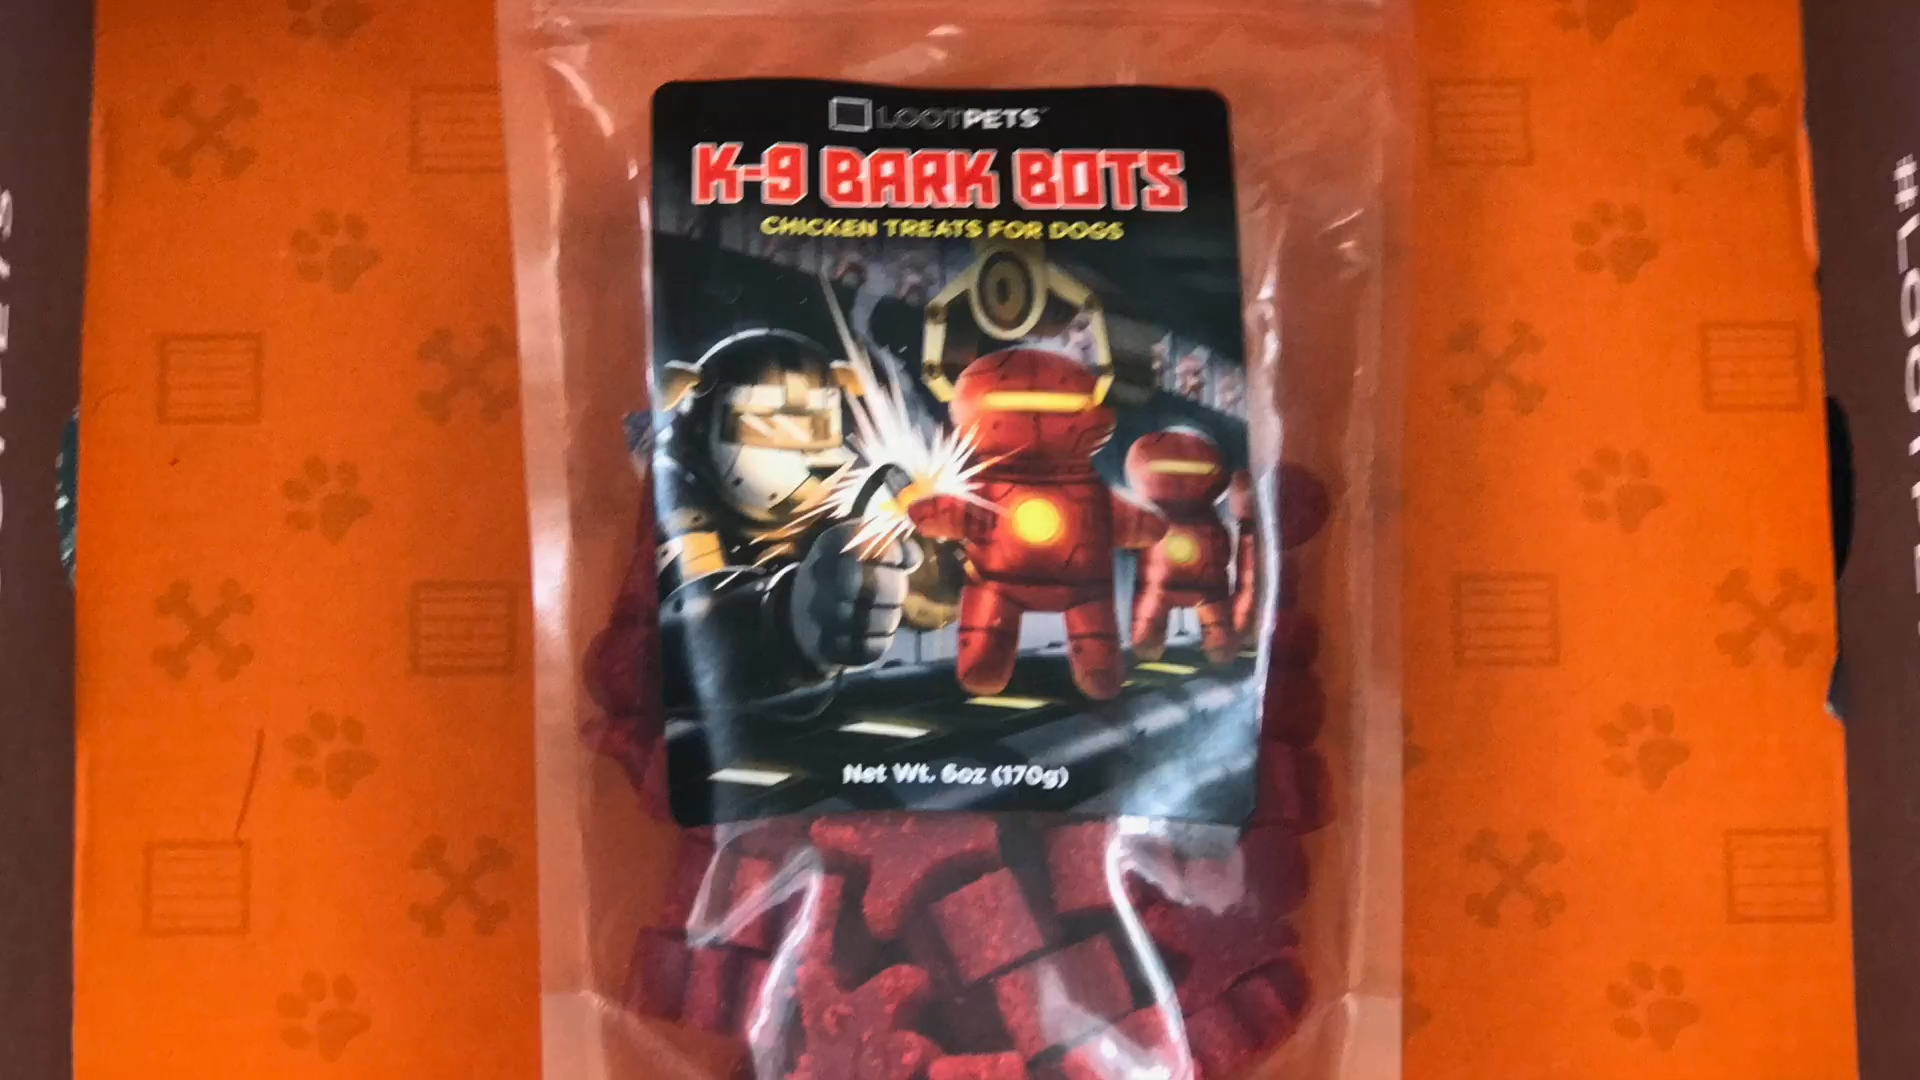 LOOTPETS
K-9 BARK BOTS
CHICKEN TREATS FOR DOGS
Net Wt. 6oz (170g)